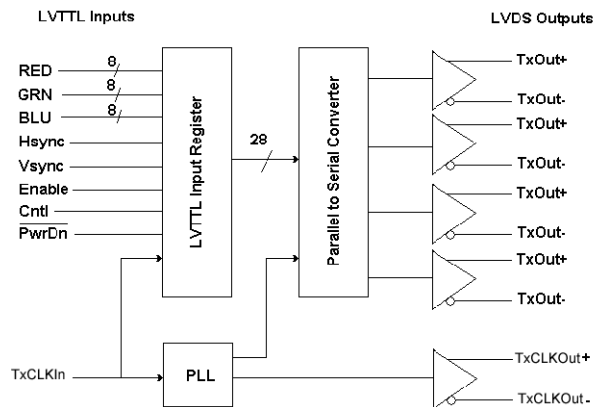 LVTTL Inputs
LVDS Outputs
RED
8
GRN
8
BLU
8
Hsync
Vsync
Enable
Cntl
PwrDn
LVTTL Input Register
28
Parallel to Serial Converter
TxOut+
TxOut-
TxOut+
TxOut-
TxOut+
TxOut-
TxOut+
TxOut-
TxCLKIn
PLL
TxCLKOut+
TxCLKOut-